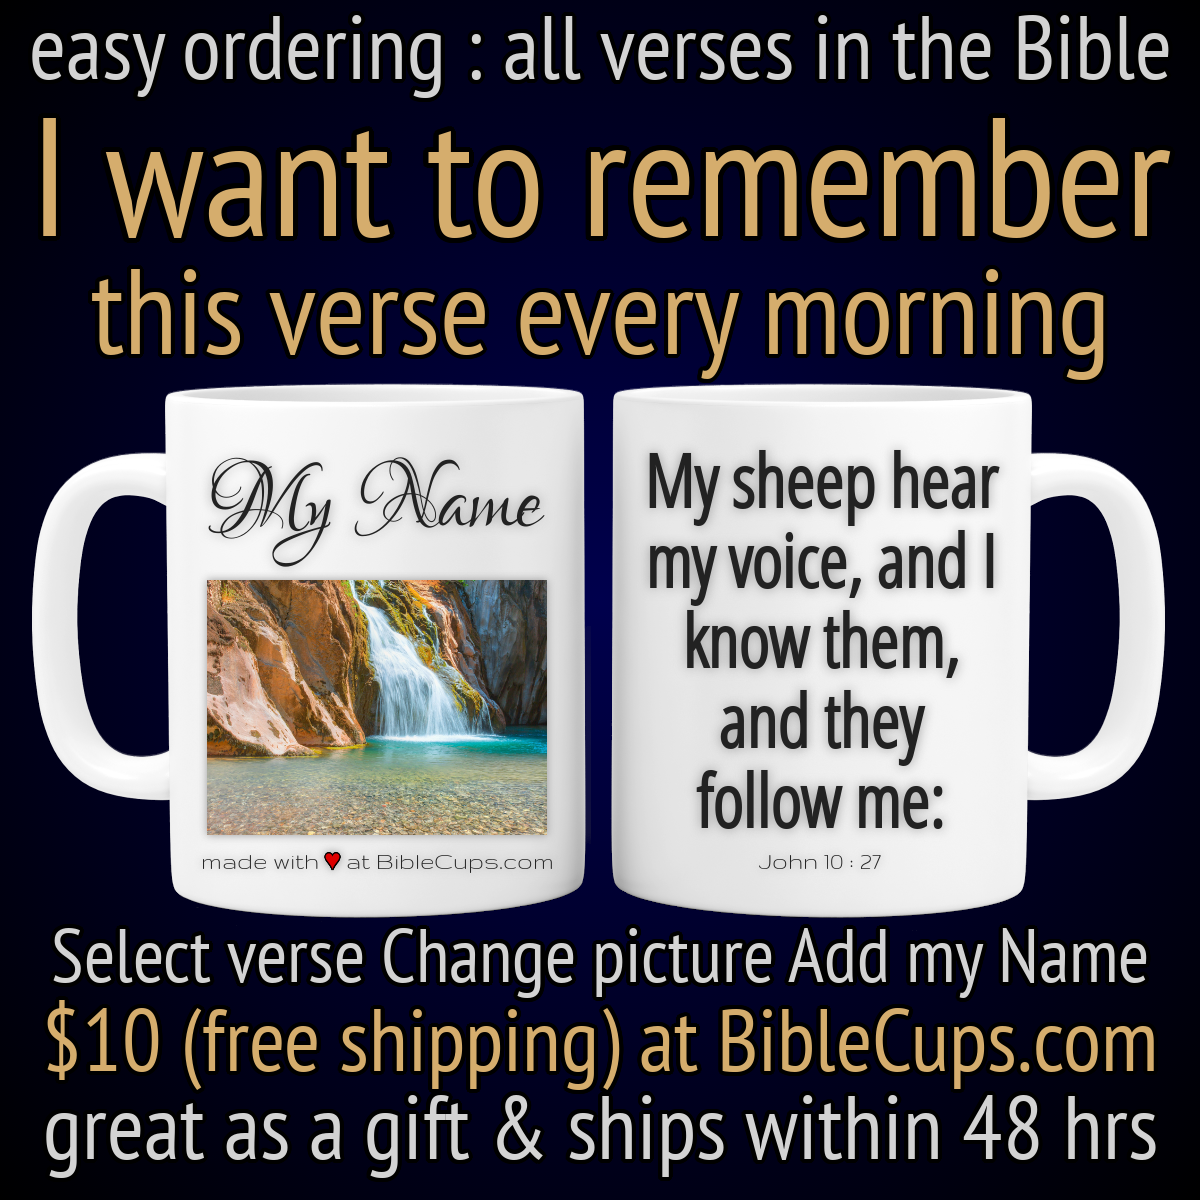 easy ordering : all verses in the Bible
I want to remember
this verse every morning
My Name
made with ❤ at BibleCups.com
My sheep hear
my voice, and I
know them,
and they
follow me:
John 10 : 27
Select verse Change picture Add my Name
$10 (free shipping) at BibleCups.com
great as a gift & ships within 48 hrs